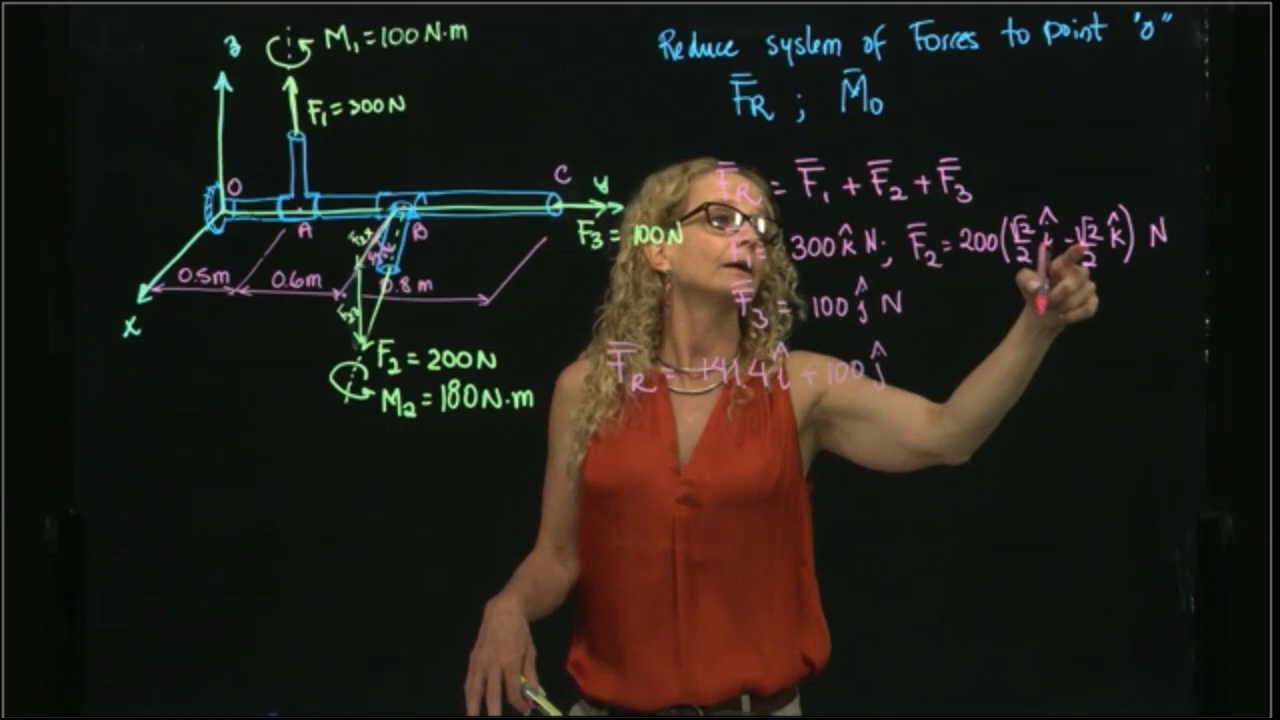 Reduce system of Forces to point "o"
F̄R ; M̄o
z
M₁ = 100 N·m
F₁ = 300 N
O
A
B
C
y
F₃ = 100N
x
0.5m
0.6m
0.8 m
F₂ = 200N
M₂ = 180N·m
F̄R = F̄₁ + F̄₂ + F̄₃
= 300 k̂ N; F̄₂ = 200(√2/2 î - √2/2 k̂) N
F̄₃ = 100 ĵ N
F̄R = 141.4 î + 100 ĵ